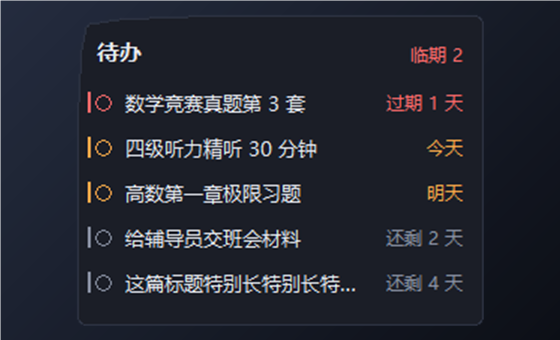 待办 临期 2
数学竞赛真题第 3 套 过期 1 天
四级听力精听 30 分钟 今天
高数第一章极限习题 明天
给辅导员交班会材料 还剩 2 天
这篇标题特别长特别长特... 还剩 4 天